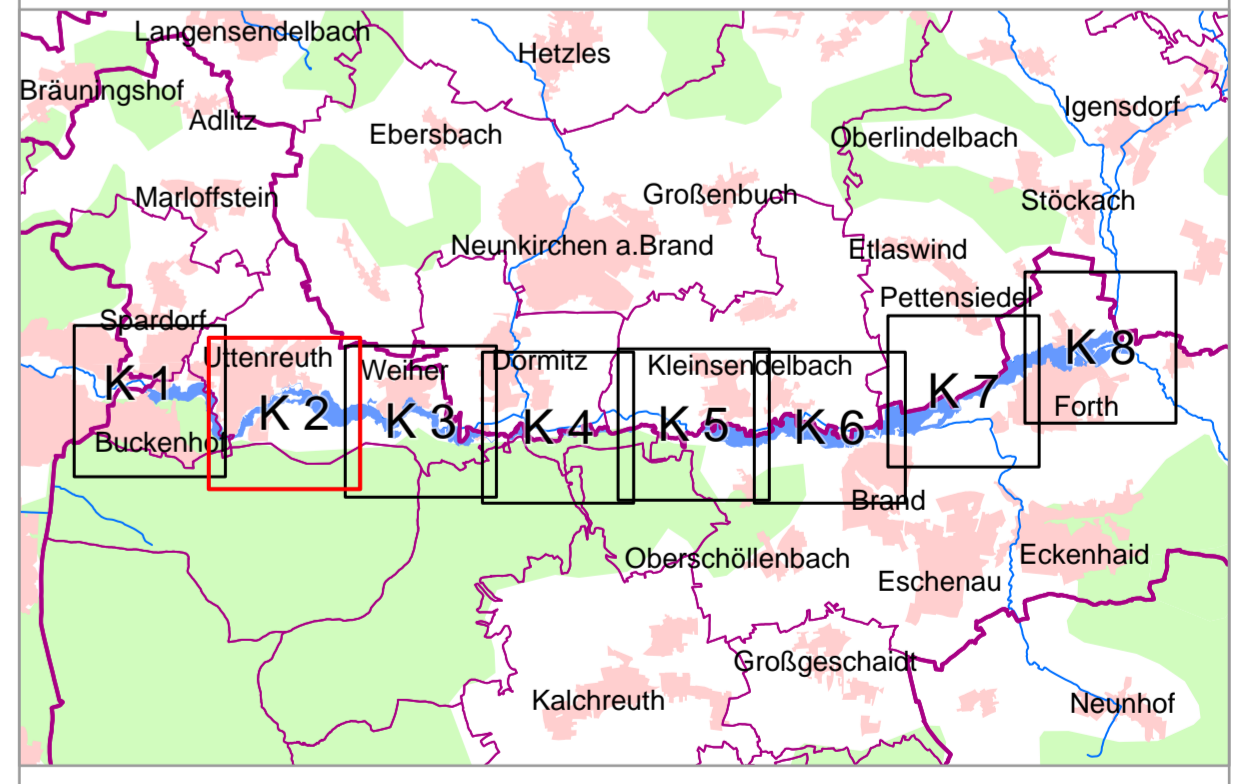 Langensendelbach
Hetzles
Bräuningshof
Adlitz
Igensdorf
Ebersbach
Oberlindelbach
Marloffstein
Großenbuch
Stöckach
Neunkirchen a.Brand
Etlaswind
Pettensiedel
Spardorf
Uttenreuth
Weiher
Dormitz
Kleinsendelbach
K 1
K 2
K 3
K 4
K 5
K 6
K 7
K 8
Forth
Buckenhof
Brand
Oberschöllenbach
Eckenhaid
Eschenau
Großgeschaidt
Kalchreuth
Neunhof